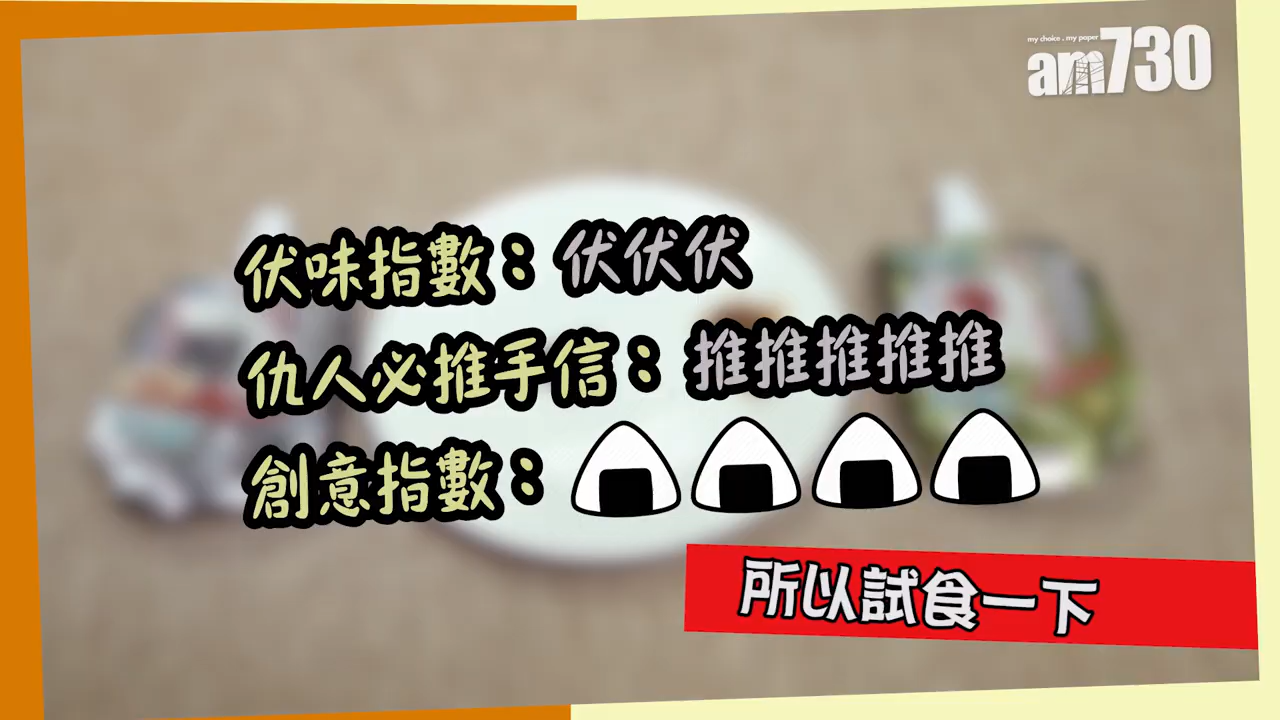 my choice . my paper
am730
伏味指數：伏伏伏
仇人必推手信：推推推推推
創意指數：
所以試食一下